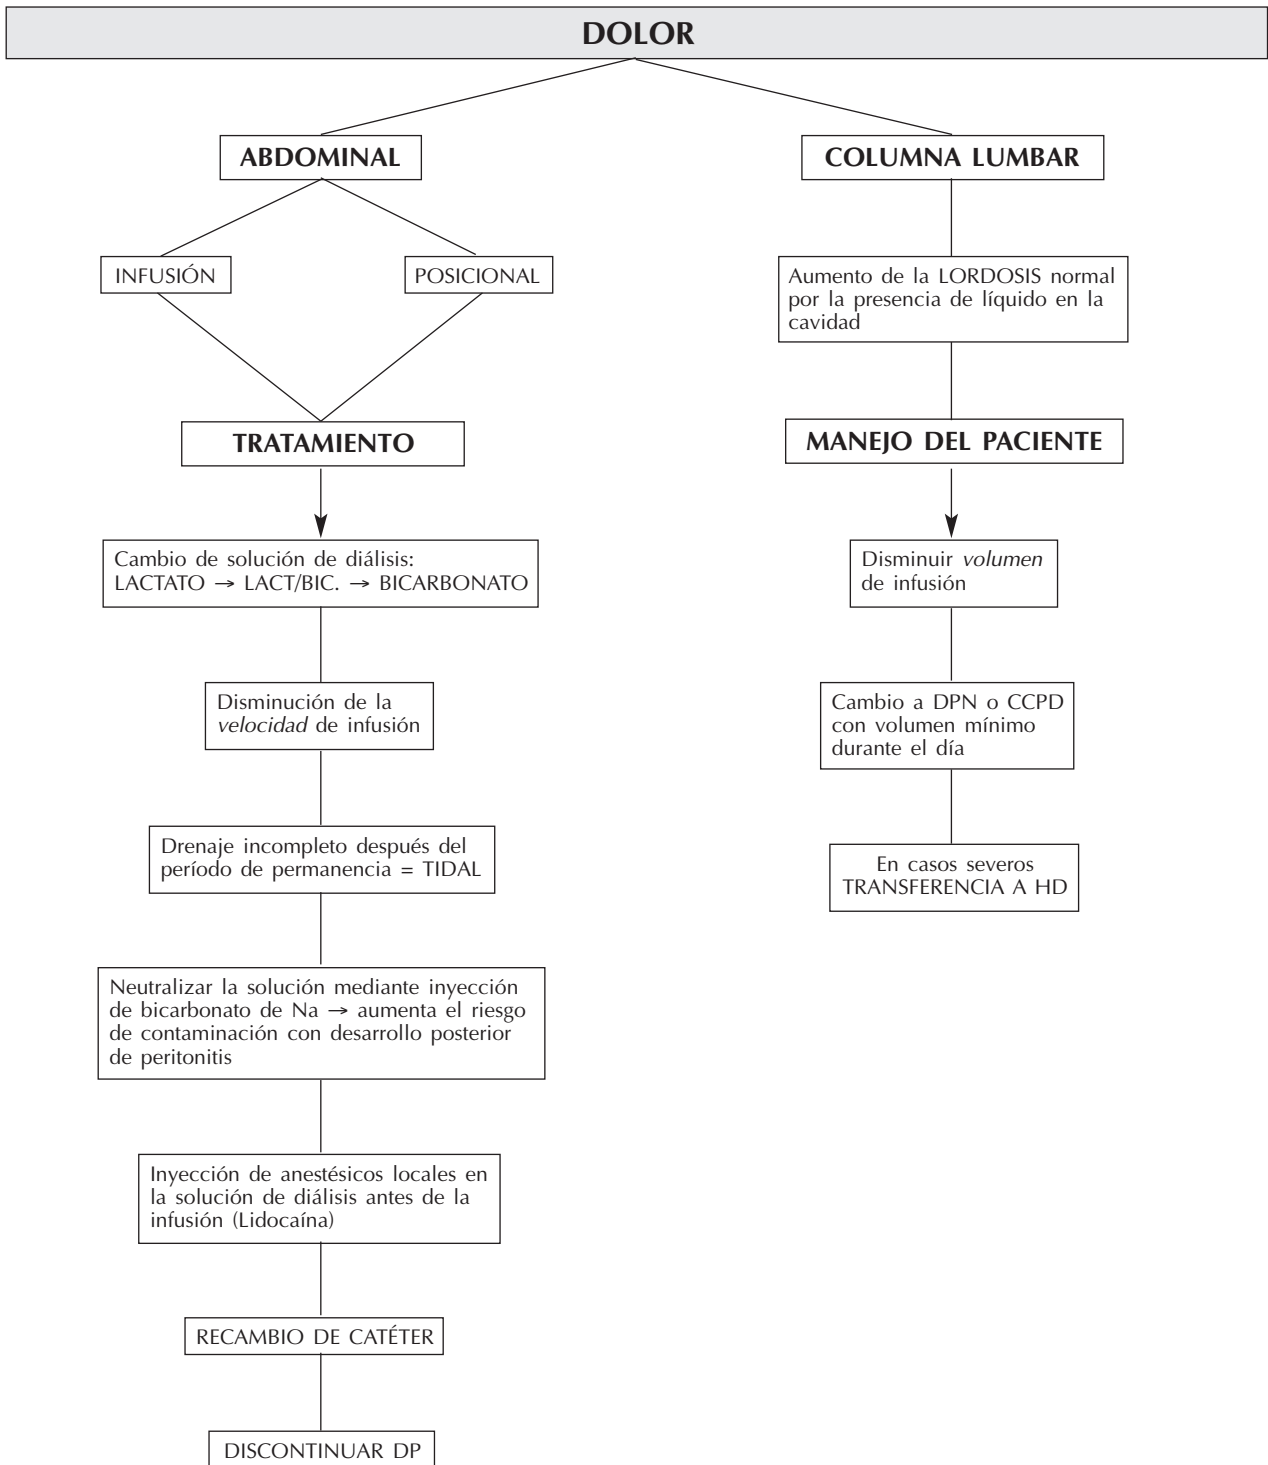 DOLOR
ABDOMINAL
COLUMNA LUMBAR
INFUSIÓN
POSICIONAL
Aumento de la LORDOSIS normal
por la presencia de líquido en la
cavidad
TRATAMIENTO
MANEJO DEL PACIENTE
Cambio de solución de diálisis:
LACTATO → LACT/BIC. → BICARBONATO
Disminuir volumen
de infusión
Disminución de la
velocidad de infusión
Cambio a DPN o CCPD
con volumen mínimo
durante el día
Drenaje incompleto después del
período de permanencia = TIDAL
En casos severos
TRANSFERENCIA A HD
Neutralizar la solución mediante inyección
de bicarbonato de Na → aumenta el riesgo
de contaminación con desarrollo posterior
de peritonitis
Inyección de anestésicos locales en
la solución de diálisis antes de la
infusión (Lidocaína)
RECAMBIO DE CATÉTER
DISCONTINUAR DP